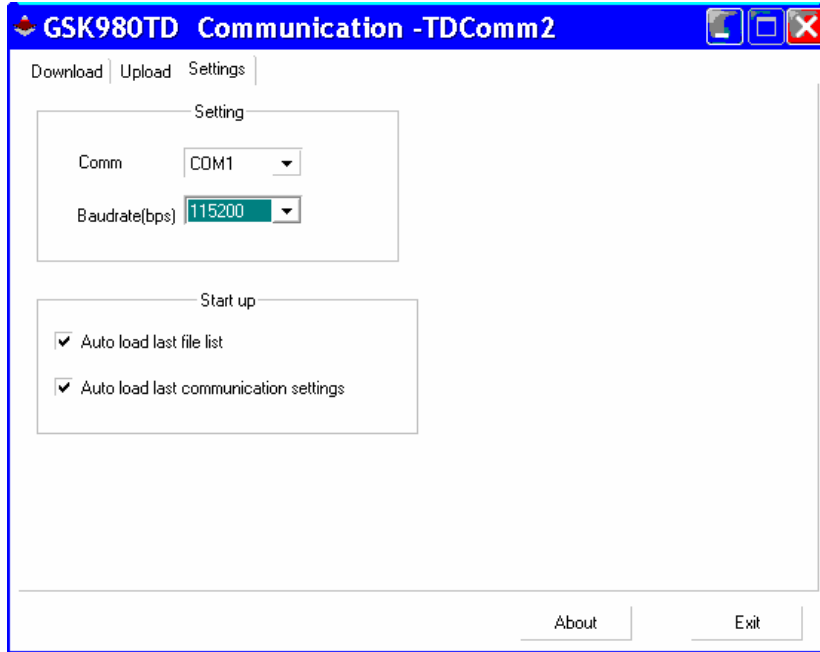 GSK980TD Communication -TDComm2
Download Upload Settings
Setting
Comm COM1
Baudrate(bps) 115200
Start up
Auto load last file list
Auto load last communication settings
About Exit